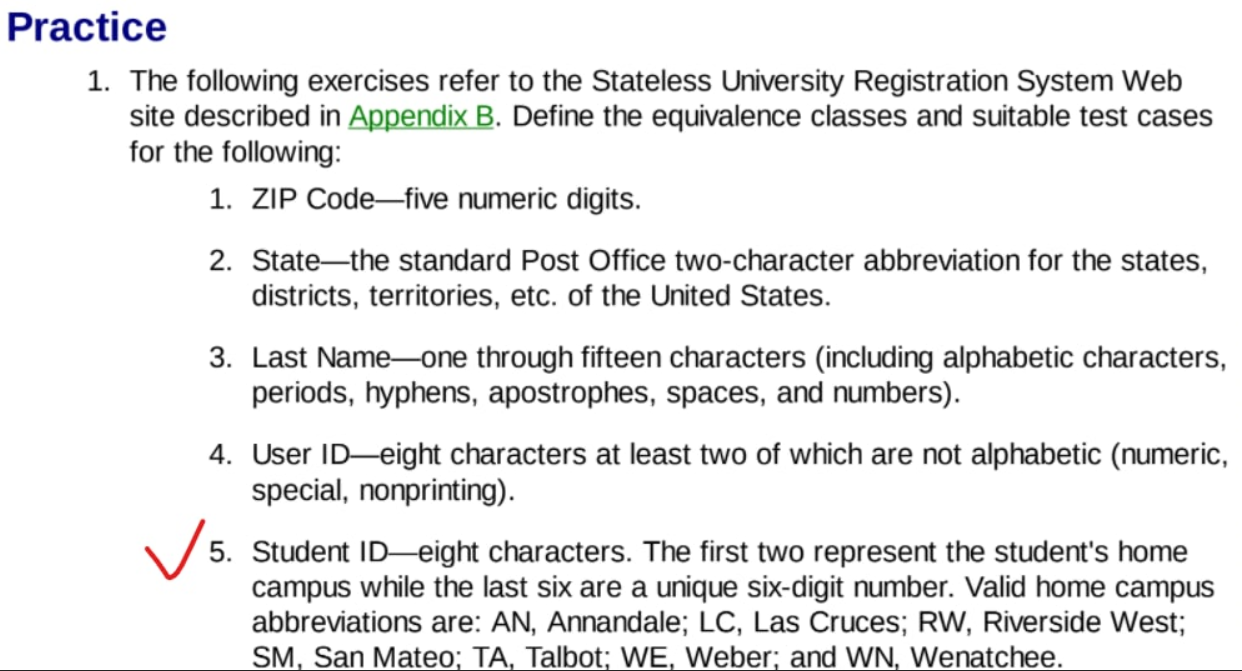 Practice
1. The following exercises refer to the Stateless University Registration System Web
site described in Appendix B. Define the equivalence classes and suitable test cases
for the following:
1. ZIP Code—five numeric digits.
2. State—the standard Post Office two-character abbreviation for the states,
districts, territories, etc. of the United States.
3. Last Name—one through fifteen characters (including alphabetic characters,
periods, hyphens, apostrophes, spaces, and numbers).
4. User ID—eight characters at least two of which are not alphabetic (numeric,
special, nonprinting).
5. Student ID—eight characters. The first two represent the student's home
campus while the last six are a unique six-digit number. Valid home campus
abbreviations are: AN, Annandale; LC, Las Cruces; RW, Riverside West;
SM, San Mateo; TA, Talbot; WE, Weber; and WN, Wenatchee.